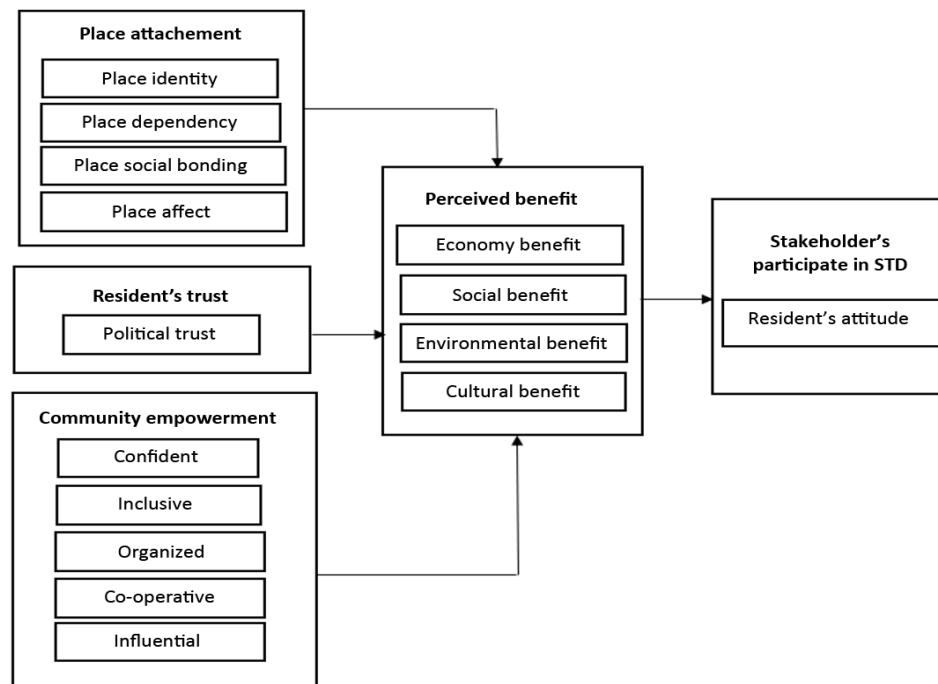 Place attachement
Place identity
Place dependency
Place social bonding
Place affect
Resident's trust
Political trust
Community empowerment
Confident
Inclusive
Organized
Co-operative
Influential
Perceived benefit
Economy benefit
Social benefit
Environmental benefit
Cultural benefit
Stakeholder's
participate in STD
Resident's attitude